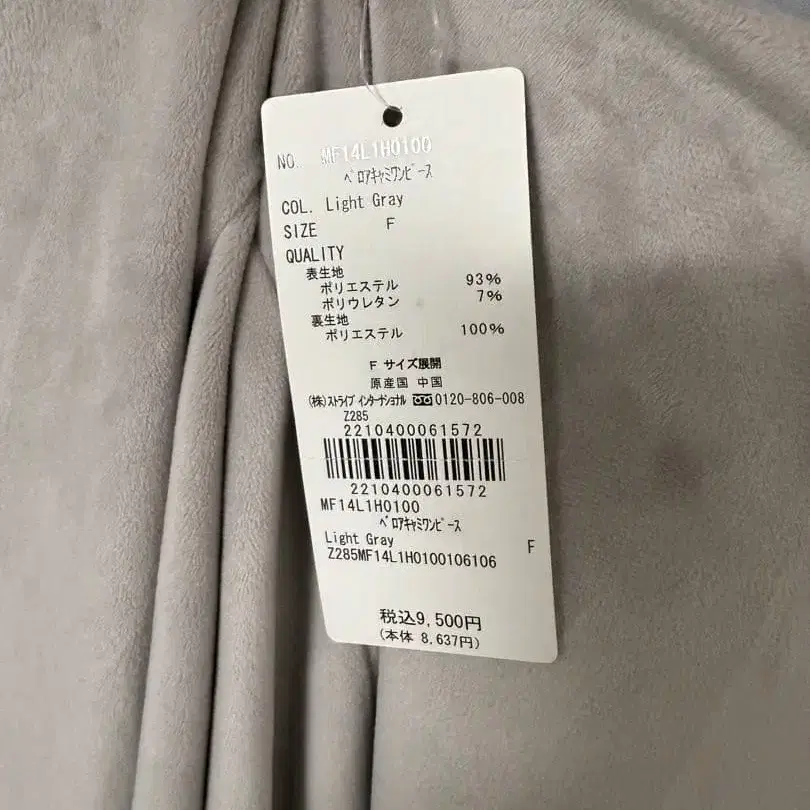 NO. MF14L1H0100
ベロアキャミワンピース
COL. Light Gray
SIZE F
QUALITY
表生地
ポリエステル 93%
ポリウレタン 7%
裏生地
ポリエステル 100%
F サイズ展開
原産国 中国
(株)ストライプ インターナショナル 0120-806-008
Z285
2210400061572
2210400061572
MF14L1H0100
ベロアキャミワンピース
Light Gray F
Z285MF14L1H0100106106
税込9,500円
(本体 8,637円)